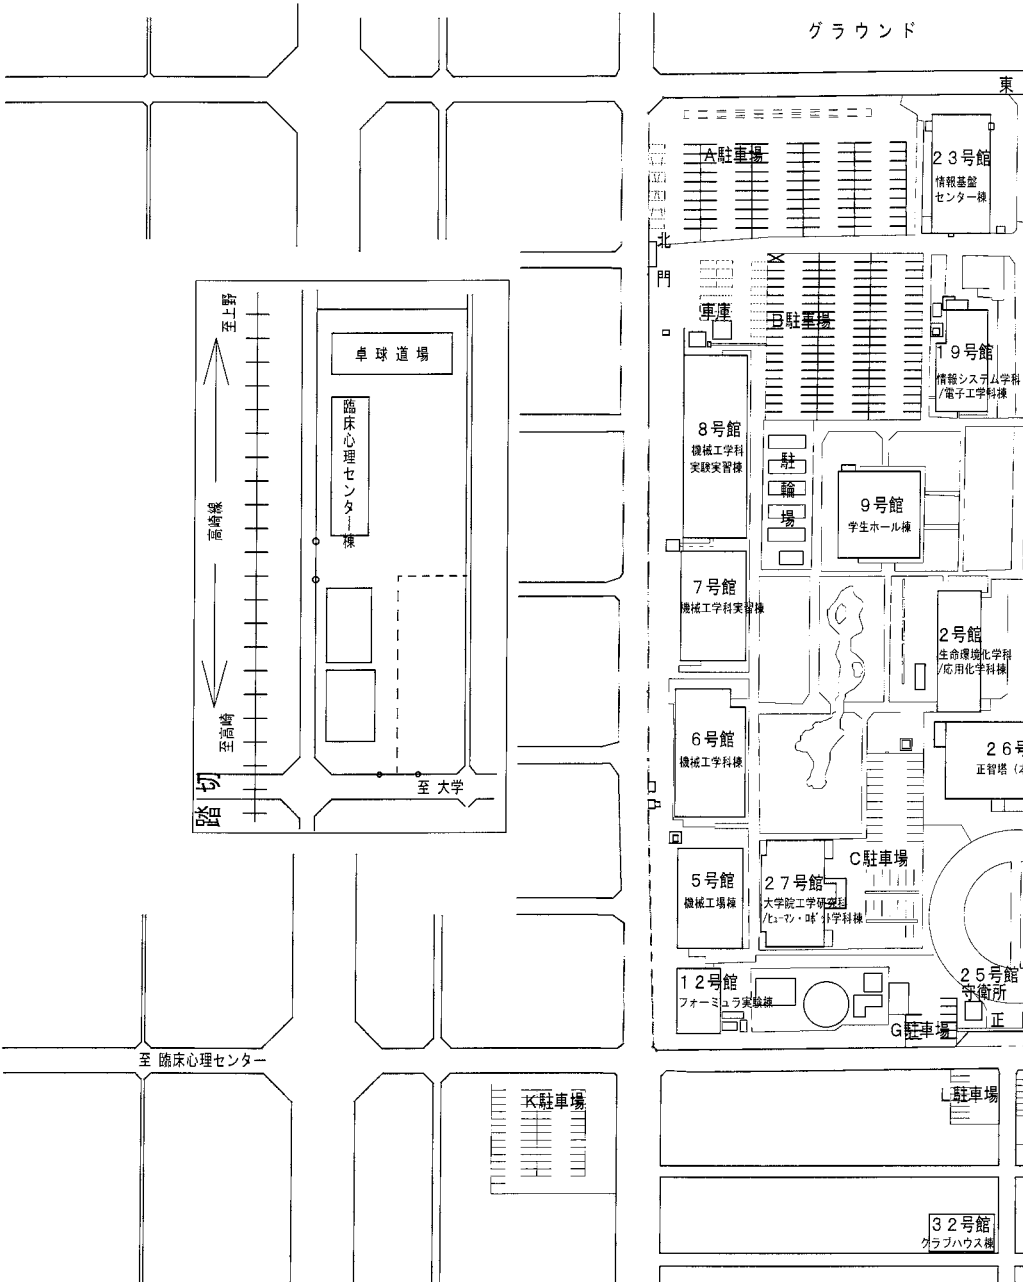 グラウンド
東
A駐車場
23号館
情報基盤
センター棟
北
門
車庫
B駐車場
19号館
情報システム学科
/電子工学科棟
至上野
卓球道場
臨床心理センター棟
高崎線
至高崎
踏切
至 大学
8号館
機械工学科
実験実習棟
駐輪場
9号館
学生ホール棟
7号館
機械工学科実習棟
2号館
生命環境化学科
/応用化学科棟
6号館
機械工学科棟
26号
正智塔（本
C駐車場
5号館
機械工場棟
27号館
大学院工学研究科
/ヒューマン・ロボット学科棟
12号館
フォーミュラ実験棟
25号館
守衛所
正
G駐車場
至 臨床心理センター
K駐車場
L駐車場
32号館
クラブハウス棟